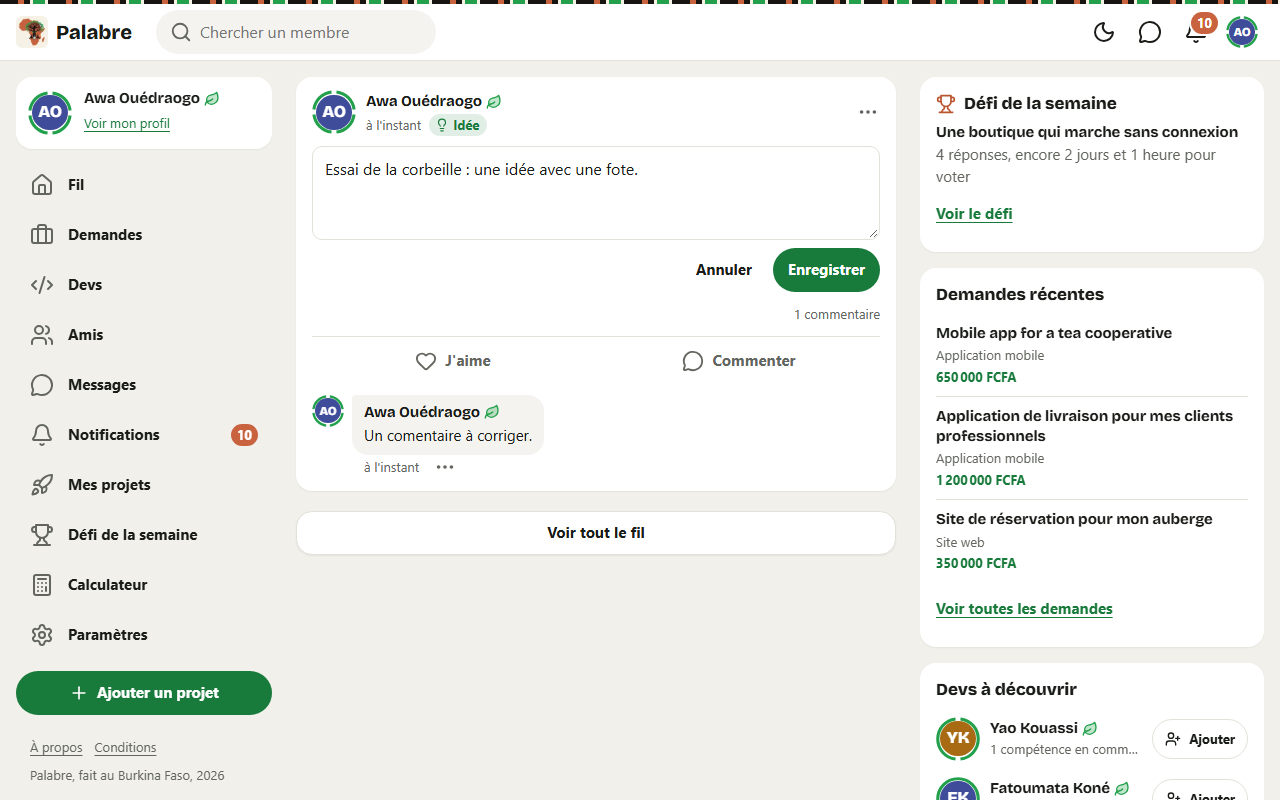 Palabre
Chercher un membre
10
AO
AO
Awa Ouédraogo
Voir mon profil
Fil
Demandes
Devs
Amis
Messages
Notifications
10
Mes projets
Défi de la semaine
Calculateur
Paramètres
Ajouter un projet
À propos
Conditions
Palabre, fait au Burkina Faso, 2026
AO
Awa Ouédraogo
à l'instant
Idée
Essai de la corbeille : une idée avec une fote.
Annuler
Enregistrer
1 commentaire
J'aime
Commenter
AO
Awa Ouédraogo
Un comentaire à corriger.
à l'instant
Voir tout le fil
Défi de la semaine
Une boutique qui marche sans connexion
4 réponses, encore 2 jours et 1 heure pour
voter
Voir le défi
Demandes récentes
Mobile app for a tea cooperative
Application mobile
650 000 FCFA
Application de livraison pour mes clients
professionnels
Application mobile
1 200 000 FCFA
Site de réservation pour mon auberge
Site web
350 000 FCFA
Voir toutes les demandes
Devs à découvrir
YK
Yao Kouassi
1 compétence en comm...
Ajouter
FK
Fatoumata Koné
Ajouter